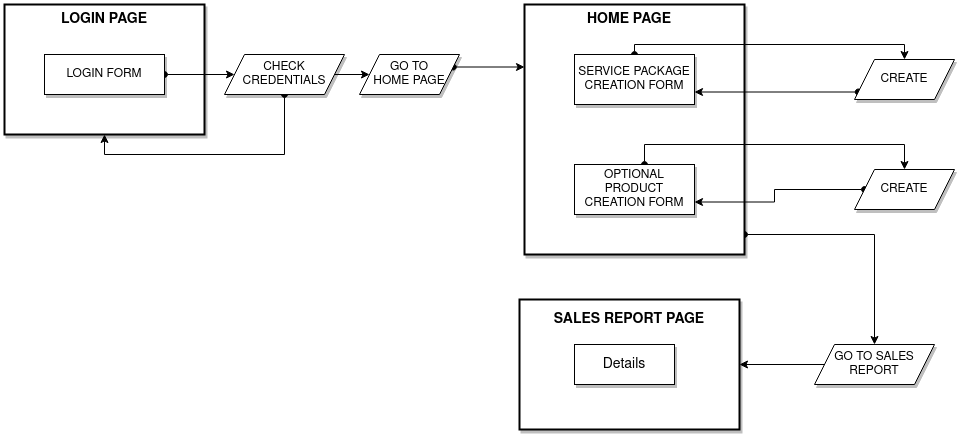 LOGIN PAGE
LOGIN FORM
CHECK
CREDENTIALS
GO TO
HOME PAGE
HOME PAGE
SERVICE PACKAGE
CREATION FORM
CREATE
OPTIONAL
PRODUCT
CREATION FORM
CREATE
SALES REPORT PAGE
Details
GO TO SALES
REPORT